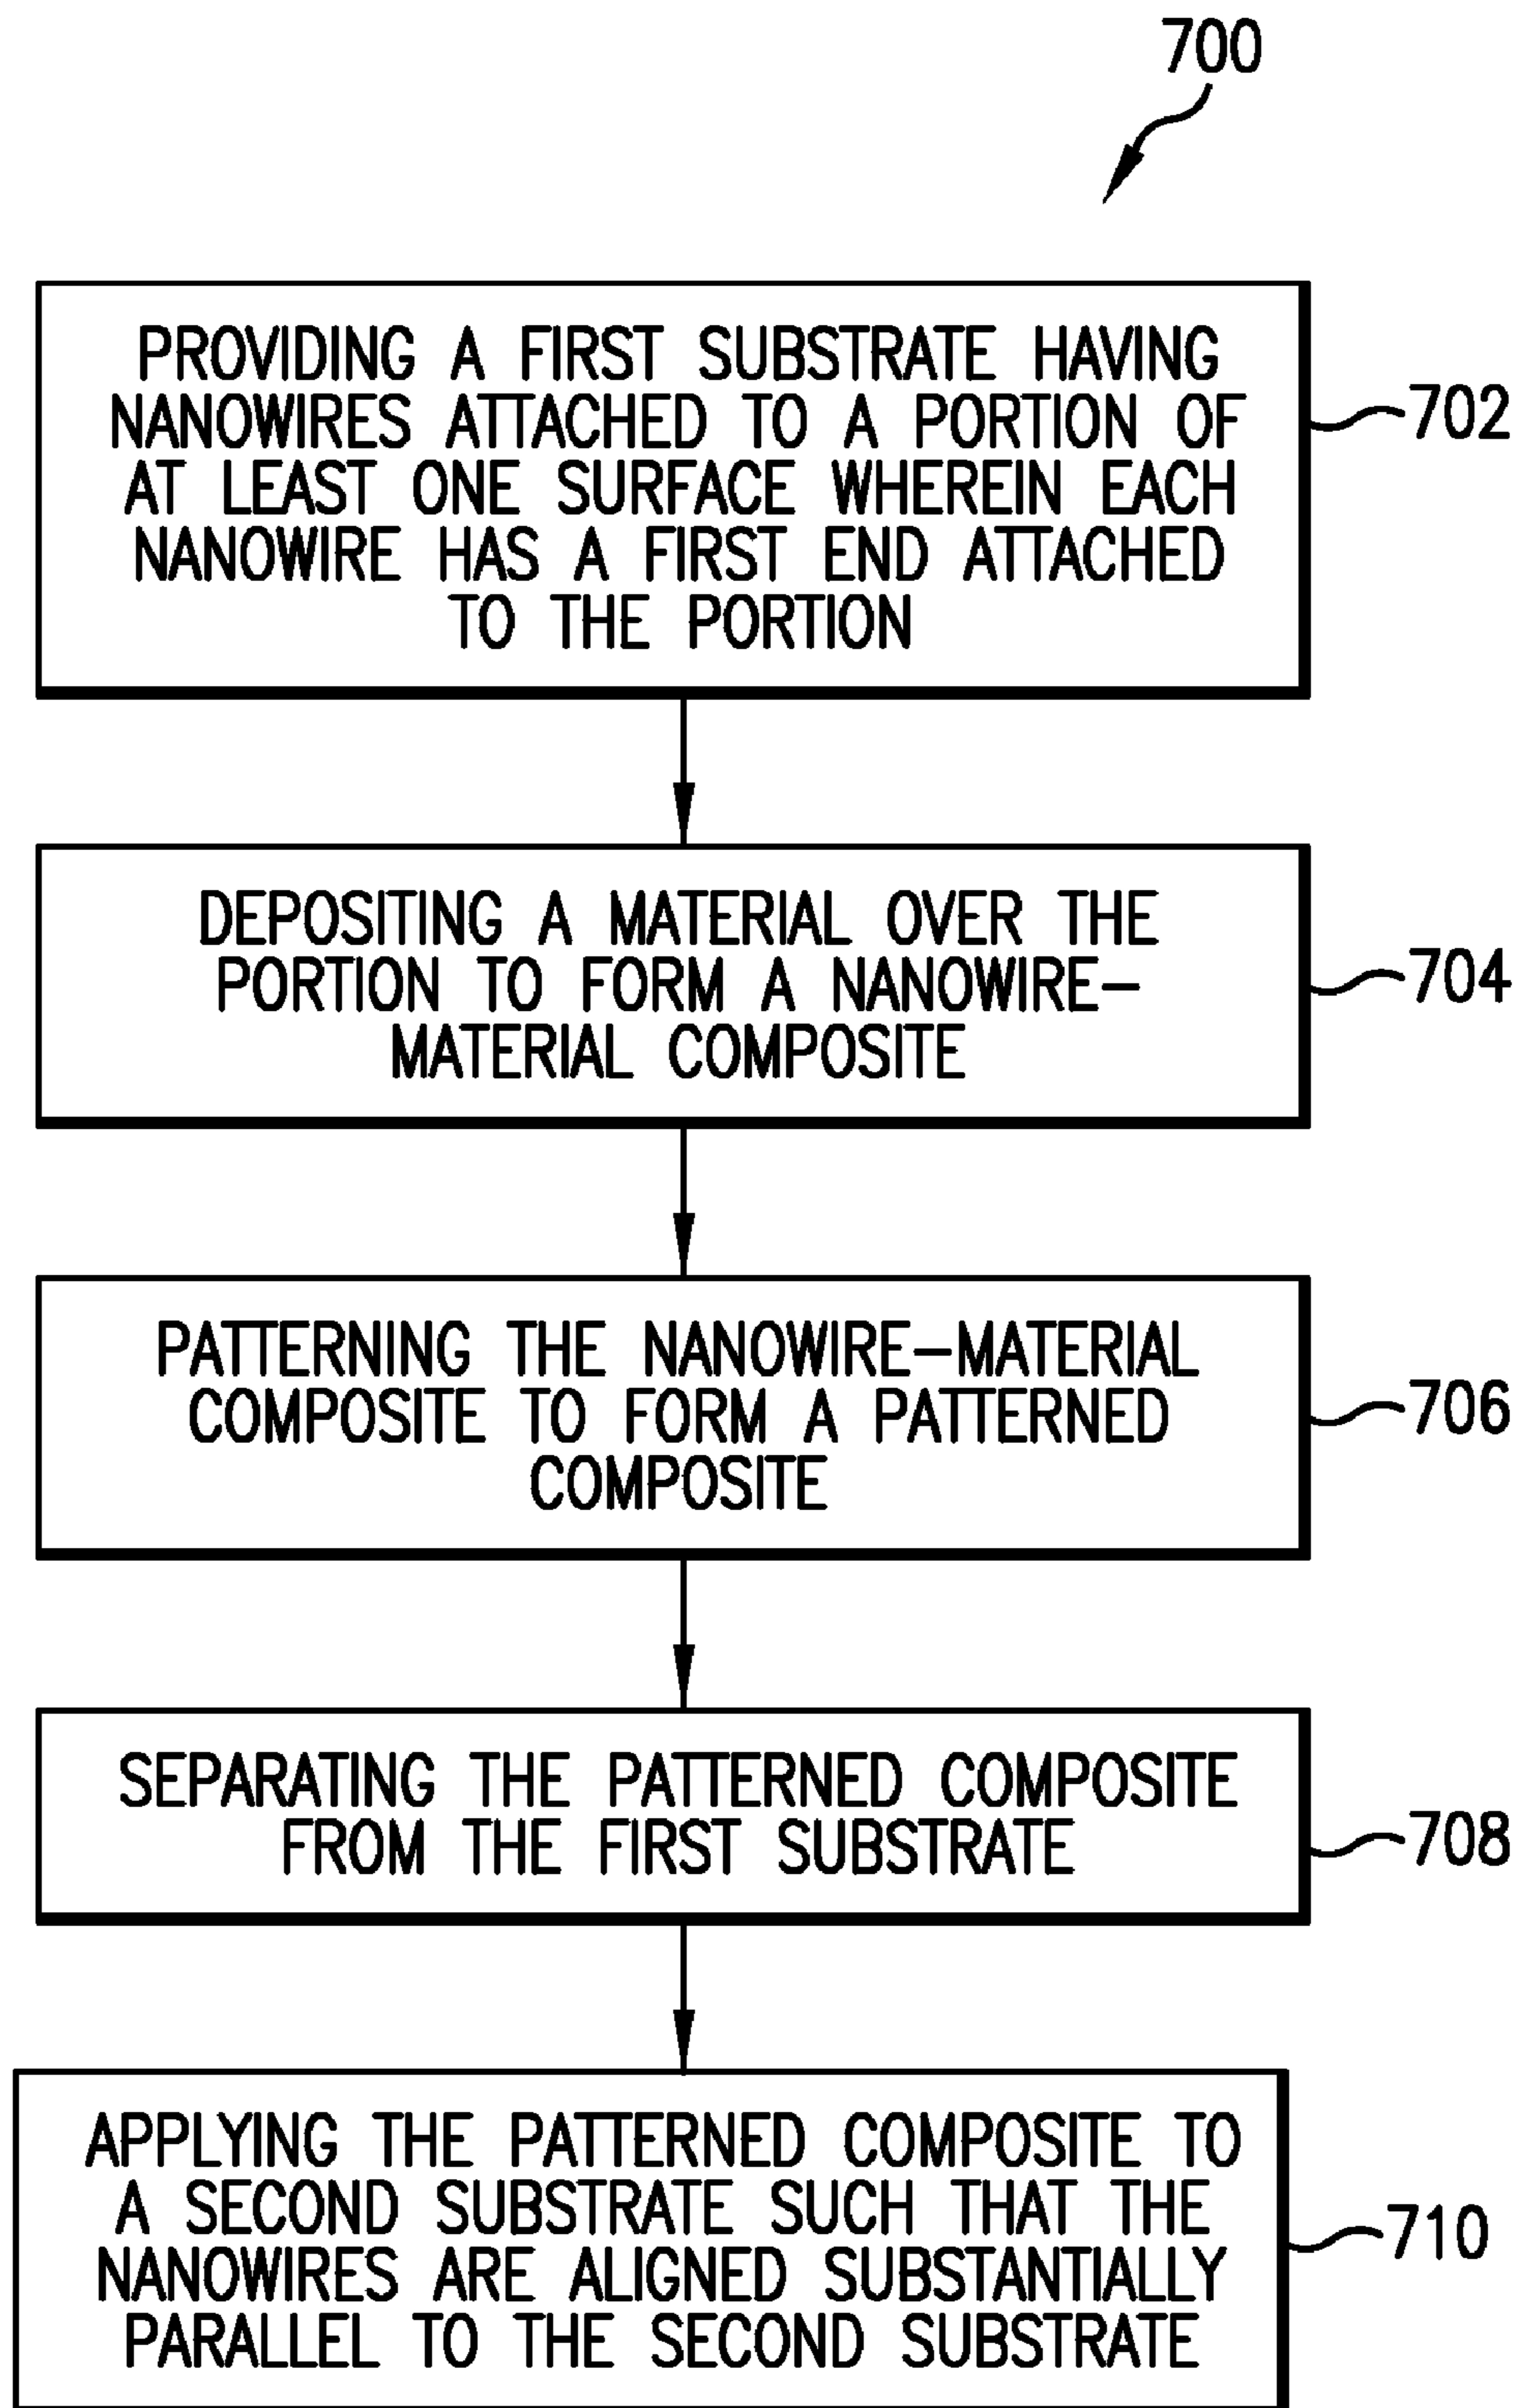 700
PROVIDING A FIRST SUBSTRATE HAVING
NANOWIRES ATTACHED TO A PORTION OF
AT LEAST ONE SURFACE WHEREIN EACH
NANOWIRE HAS A FIRST END ATTACHED
TO THE PORTION
702
DEPOSITING A MATERIAL OVER THE
PORTION TO FORM A NANOWIRE-
MATERIAL COMPOSITE
704
PATTERNING THE NANOWIRE-MATERIAL
COMPOSITE TO FORM A PATTERNED
COMPOSITE
706
SEPARATING THE PATTERNED COMPOSITE
FROM THE FIRST SUBSTRATE
708
APPLYING THE PATTERNED COMPOSITE TO
A SECOND SUBSTRATE SUCH THAT THE
NANOWIRES ARE ALIGNED SUBSTANTIALLY
PARALLEL TO THE SECOND SUBSTRATE
710